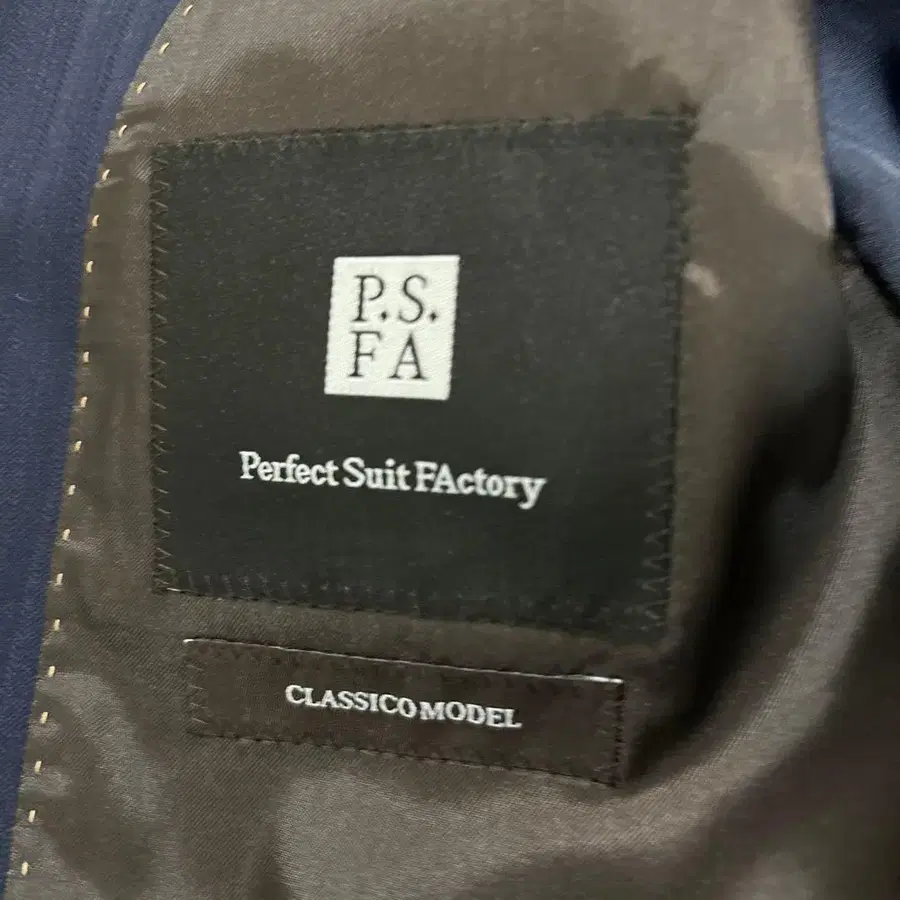 P.S.
FA
Perfect Suit FActory
CLASSICO MODEL